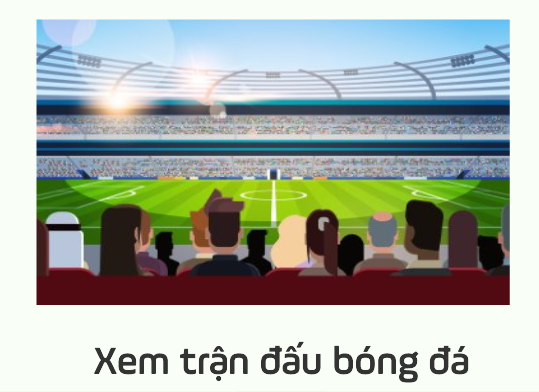 Xem trận đấu bóng đá